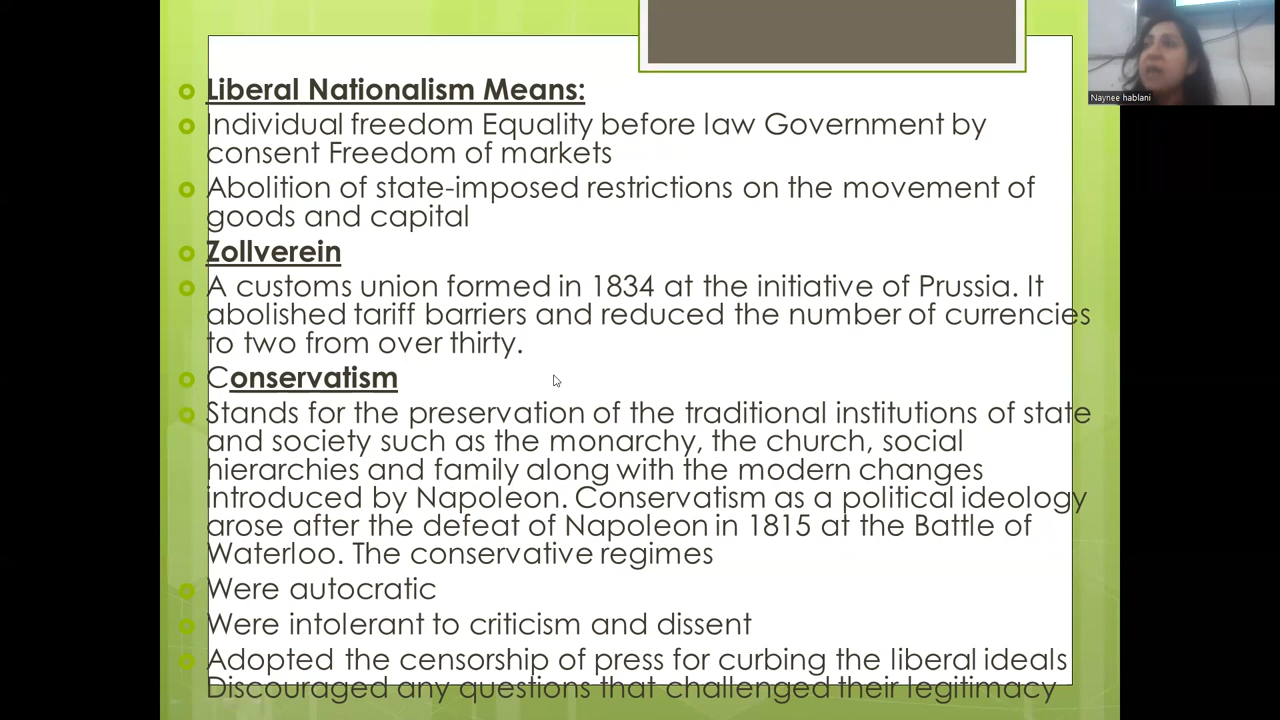 Liberal Nationalism Means:
Individual freedom Equality before law Government by
consent Freedom of markets
Abolition of state-imposed restrictions on the movement of
goods and capital
Zollverein
A customs union formed in 1834 at the initiative of Prussia. It
abolished tariff barriers and reduced the number of currencies
to two from over thirty.
Conservatism
Stands for the preservation of the traditional institutions of state
and society such as the monarchy, the church, social
hierarchies and family along with the modern changes
introduced by Napoleon. Conservatism as a political ideology
arose after the defeat of Napoleon in 1815 at the Battle of
Waterloo. The conservative regimes
Were autocratic
Were intolerant to criticism and dissent
Adopted the censorship of press for curbing the liberal ideals
Discouraged any questions that challenged their legitimacy
Naynee hablani